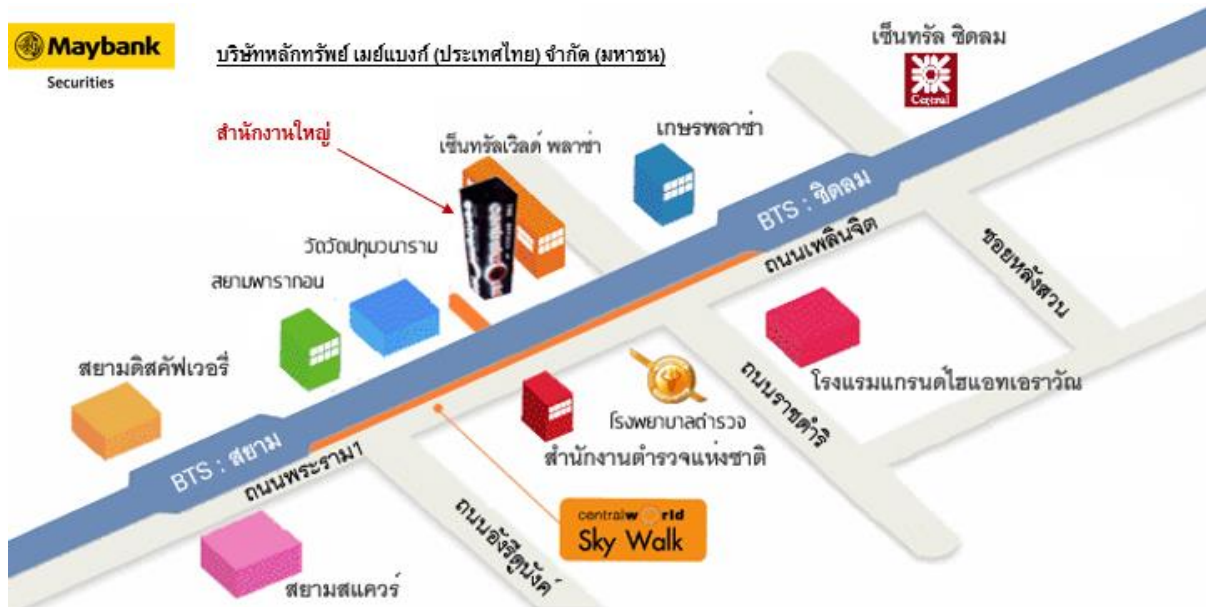 Maybank
Securities
บริษัทหลักทรัพย์ เมย์แบงก์ (ประเทศไทย) จำกัด (มหาชน)
เซ็นทรัล ชิดลม
Central
สำนักงานใหญ่
เซ็นทรัลเวิลด์ พลาซ่า
เกษรพลาซ่า
BTS : ชิดลม
ถนนเพลินจิต
ซอยหลังสวน
วัดวัดปทุมวนาราม
สยามพารากอน
สยามดิสคัฟเวอรี่
โรงแรมแกรนด์ไฮแอทเอราวัณ
ถนนราชดำริ
โรงพยาบาลตำรวจ
สำนักงานตำรวจแห่งชาติ
BTS : สยาม
ถนนพระราม1
centralw rld
Sky Walk
ถนนอังรีดูนังค์
สยามสแควร์